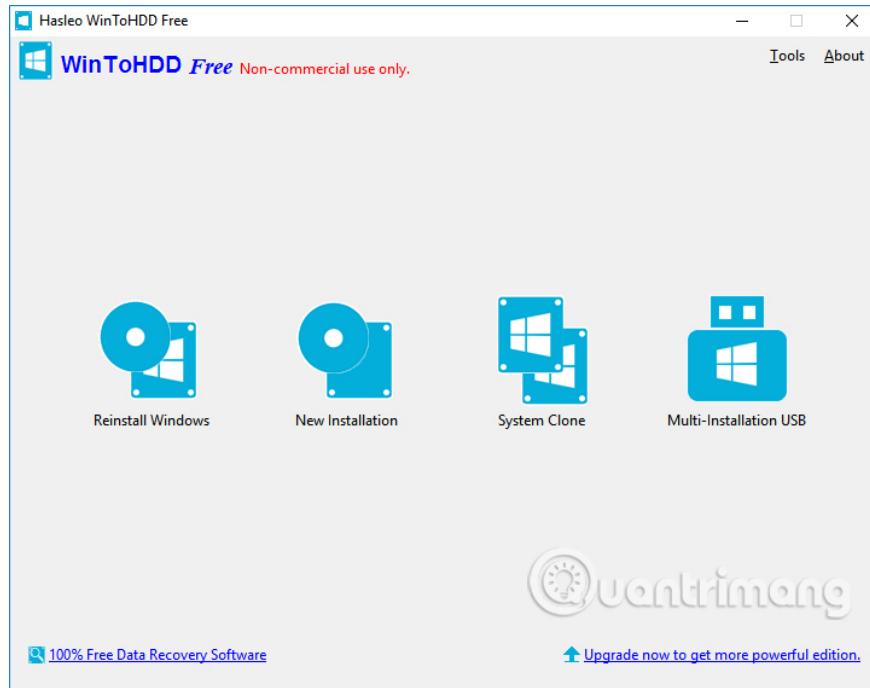 Hasleo WinToHDD Free
WinToHDD Free Non-commercial use only.
Tools About
Reinstall Windows
New Installation
System Clone
Multi-Installation USB
Quantrimang
100% Free Data Recovery Software
Upgrade now to get more powerful edition.